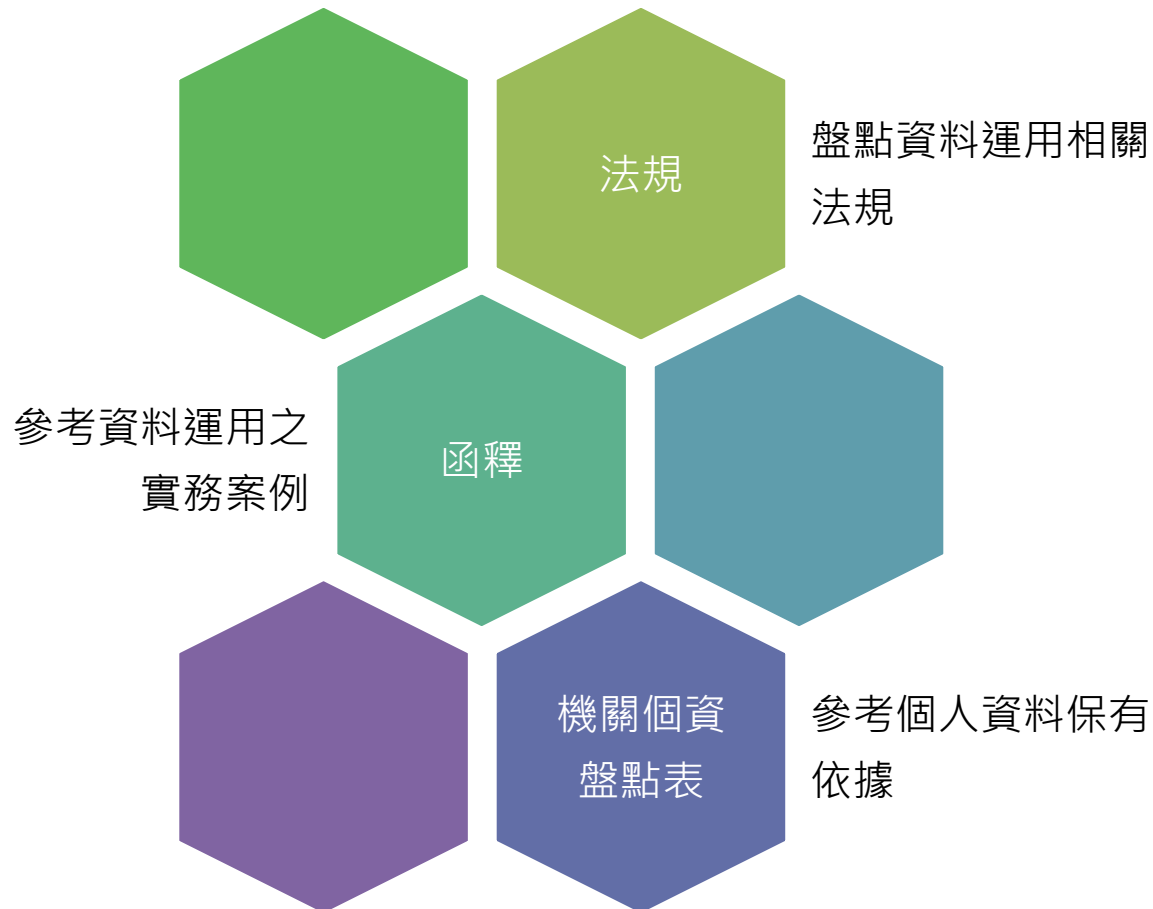 法規
盤點資料運用相關
法規
參考資料運用之
實務案例
函釋
機關個資
盤點表
參考個人資料保有
依據